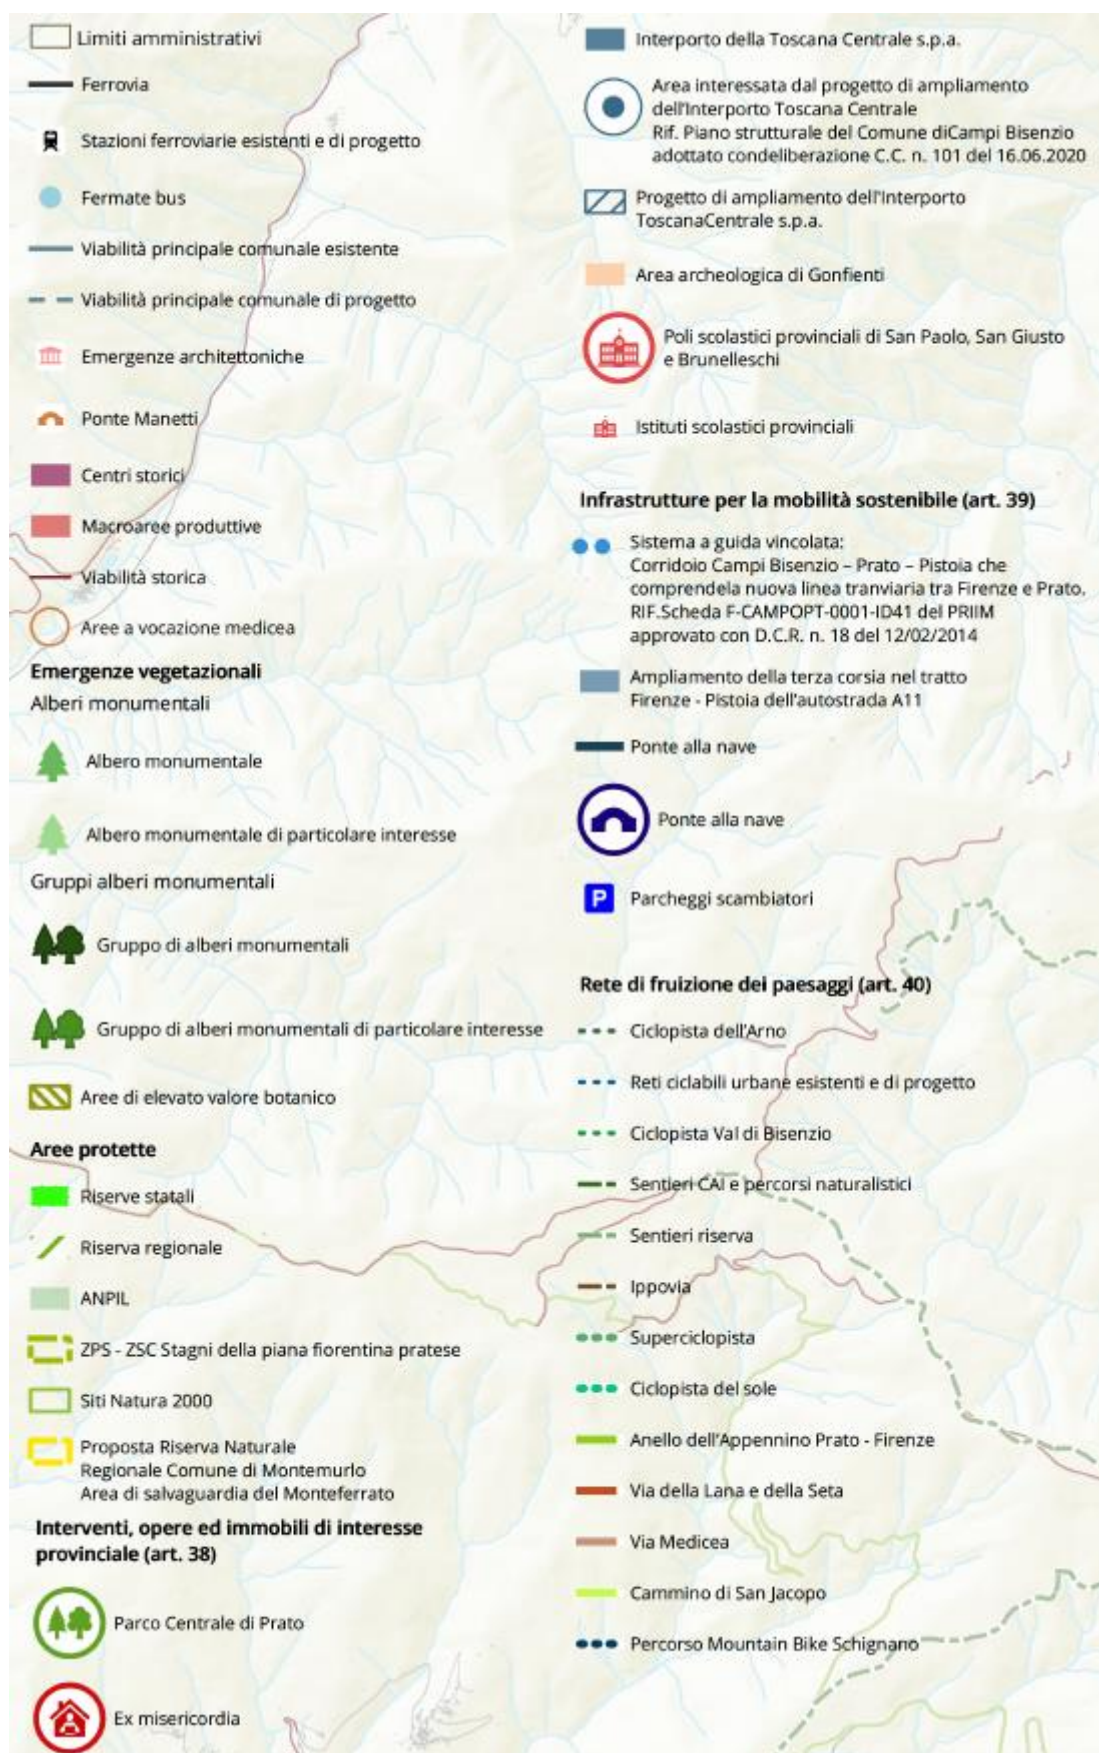 Limiti amministrativi
Ferrovia
Stazioni ferroviarie esistenti e di progetto
Fermate bus
Viabilità principale comunale esistente
Viabilità principale comunale di progetto
Emergenze architettoniche
Ponte Manetti
Centri storici
Macroaree produttive
Viabilità storica
Aree a vocazione medicea
Emergenze vegetazionali
Alberi monumentali
Albero monumentale
Albero monumentale di particolare interesse
Gruppi alberi monumentali
Gruppo di alberi monumentali
Gruppo di alberi monumentali di particolare interesse
Aree di elevato valore botanico
Aree protette
Riserve statali
Riserva regionale
ANPIL
ZPS - ZSC Stagni della piana fiorentina pratese
Siti Natura 2000
Proposta Riserva Naturale
Regionale Comune di Montemurlo
Area di salvaguardia del Monteferrato
Interventi, opere ed immobili di interesse
provinciale (art. 38)
Parco Centrale di Prato
Ex misericordia
Interporto della Toscana Centrale s.p.a.
Area interessata dal progetto di ampliamento
dell'Interporto Toscana Centrale
Rif. Piano strutturale del Comune diCampi Bisenzio
adottato condeliberazione C.C. n. 101 del 16.06.2020
Progetto di ampliamento dell'Interporto
ToscanaCentrale s.p.a.
Area archeologica di Gonfienti
Poli scolastici provinciali di San Paolo, San Giusto
e Brunelleschi
Istituti scolastici provinciali
Infrastrutture per la mobilità sostenibile (art. 39)
Sistema a guida vincolata:
Corridoio Campi Bisenzio – Prato – Pistoia che
comprendela nuova linea tranviaria tra Firenze e Prato.
RIF.Scheda F-CAMPOPT-0001-ID41 del PRIIM
approvato con D.C.R. n. 18 del 12/02/2014
Ampliamento della terza corsia nel tratto
Firenze - Pistoia dell'autostrada A11
Ponte alla nave
Ponte alla nave
P Parcheggi scambiatori
Rete di fruizione dei paesaggi (art. 40)
Ciclopista dell'Arno
Reti ciclabili urbane esistenti e di progetto
Ciclopista Val di Bisenzio
Sentieri CAI e percorsi naturalistici
Sentieri riserva
Ippovia
Superciclopista
Ciclopista del sole
Anello dell'Appennino Prato - Firenze
Via della Lana e della Seta
Via Medicea
Cammino di San Jacopo
Percorso Mountain Bike Schignano